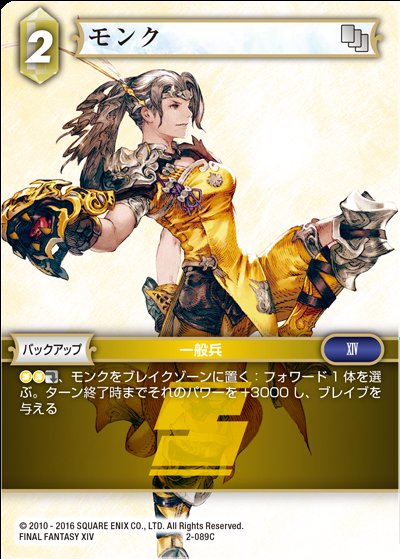 2
モンク
バックアップ
一般兵
XIV
、モンクをブレイクゾーンに置く：フォワード1体を選
ぶ。ターン終了時までそれのパワーを+3000し、ブレイブを
与える
© 2010 - 2016 SQUARE ENIX CO., LTD. All Rights Reserved.
FINAL FANTASY XIV
2-089C